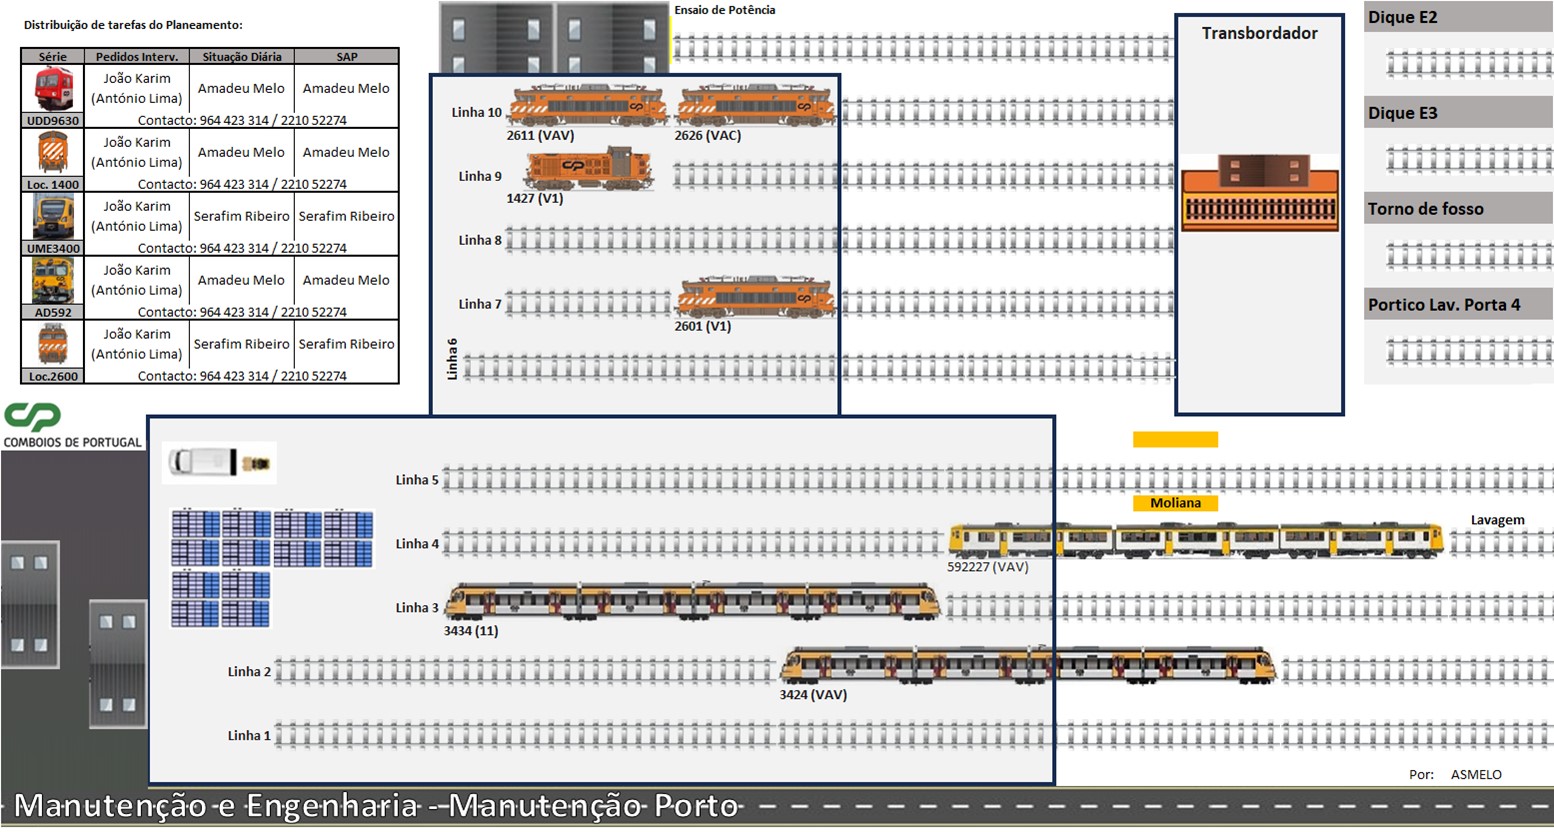 Distribuição de tarefas do Planeamento:
Série Pedidos Interv. Situação Diária SAP
João Karim
(António Lima) Amadeu Melo Amadeu Melo
UDD9630 Contacto: 964 423 314 / 2210 52274
João Karim
(António Lima) Amadeu Melo Amadeu Melo
Loc. 1400 Contacto: 964 423 314 / 2210 52274
João Karim
(António Lima) Serafim Ribeiro Serafim Ribeiro
UME3400 Contacto: 964 423 314 / 2210 52274
João Karim
(António Lima) Amadeu Melo Amadeu Melo
AD592 Contacto: 964 423 314 / 2210 52274
João Karim
(António Lima) Serafim Ribeiro Serafim Ribeiro
Loc.2600 Contacto: 964 423 314 / 2210 52274
CP
COMBOIOS DE PORTUGAL
Ensaio de Potência
Linha 10
2611 (VAV) 2626 (VAC)
Linha 9
1427 (V1)
Linha 8
Linha 7
2601 (V1)
Linha 6
Transbordador
Dique E2
Dique E3
Torno de fosso
Portico Lav. Porta 4
Linha 5
Moliana
Linha 4
Lavagem
592227 (VAV)
Linha 3
3434 (11)
Linha 2
3424 (VAV)
Linha 1
Por: ASMELO
Manutenção e Engenharia - Manutenção Porto